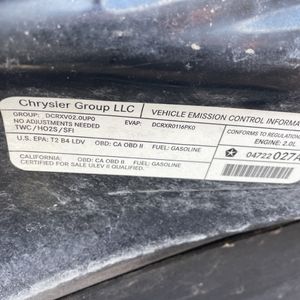 Chrysler Group LLC
VEHICLE EMISSION CONTROL INFORMA
GROUP: DCRXV02.0UP0 EVAP: DCRXR0116PK0
NO ADJUSTMENTS NEEDED
TWC/HO2S/SFI
CONFORMS TO REGULATION
U.S. EPA: T2 B4 LDV OBD: CA OBD II FUEL: GASOLINE
ENGINE: 2.0L
CALIFORNIA: OBD: CA OBD II FUEL: GASOLINE
CERTIFIED FOR SALE ULEV II QUALIFIED.
04722027A